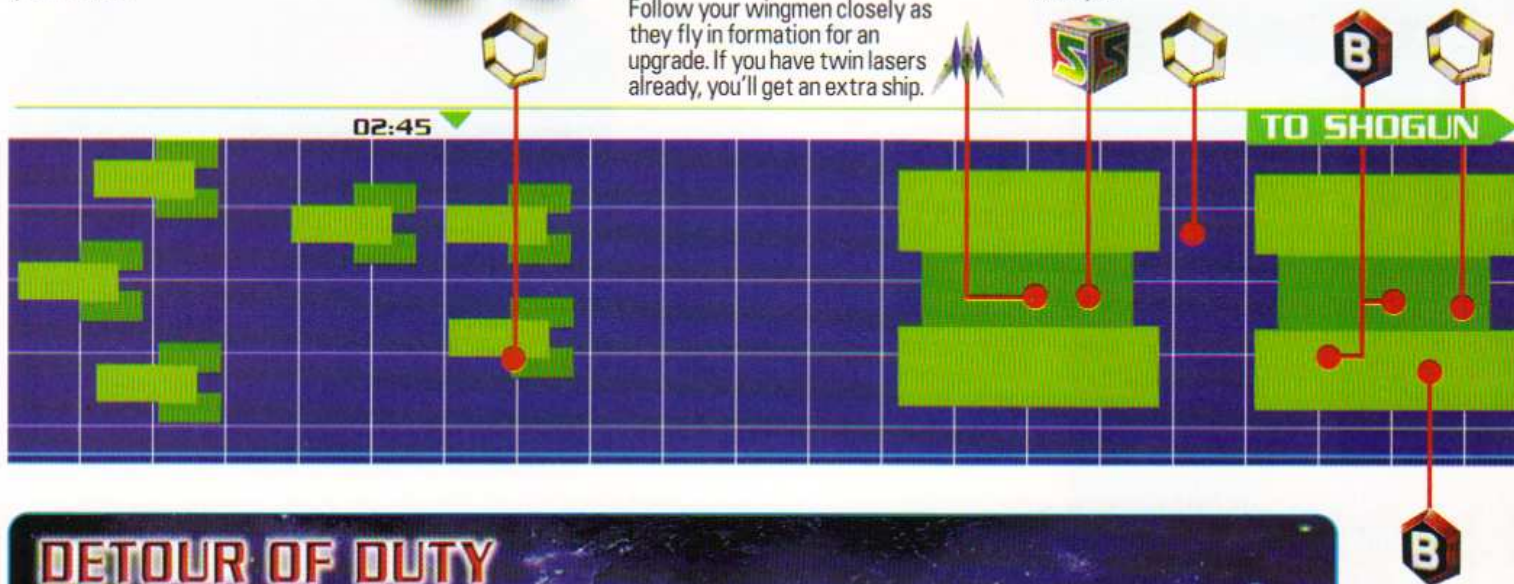 Follow your wingmen closely as
they fly in formation for an
upgrade. If you have twin lasers
already, you'll get an extra ship.
S S S
B
02:45
TO SHOGUN
B
DETOUR OF DUTY